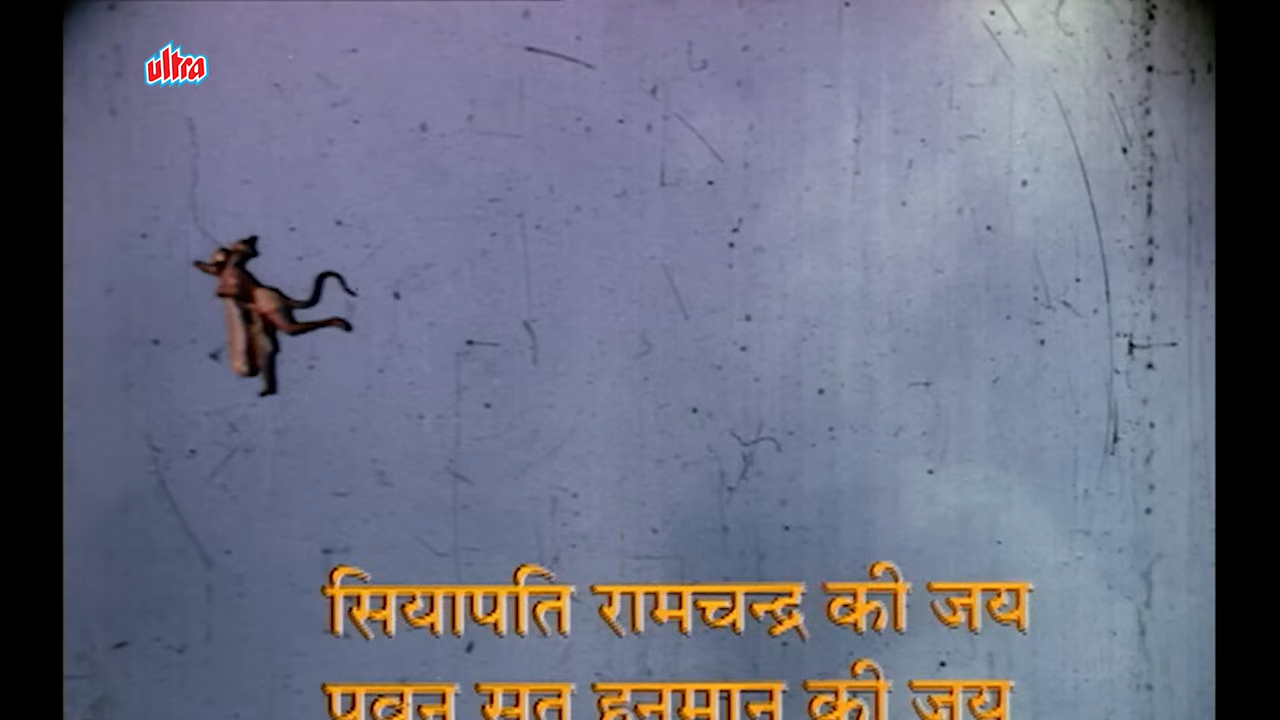 ultra
सियापति रामचन्द्र की जय
पवन सुत हनुमान की जय